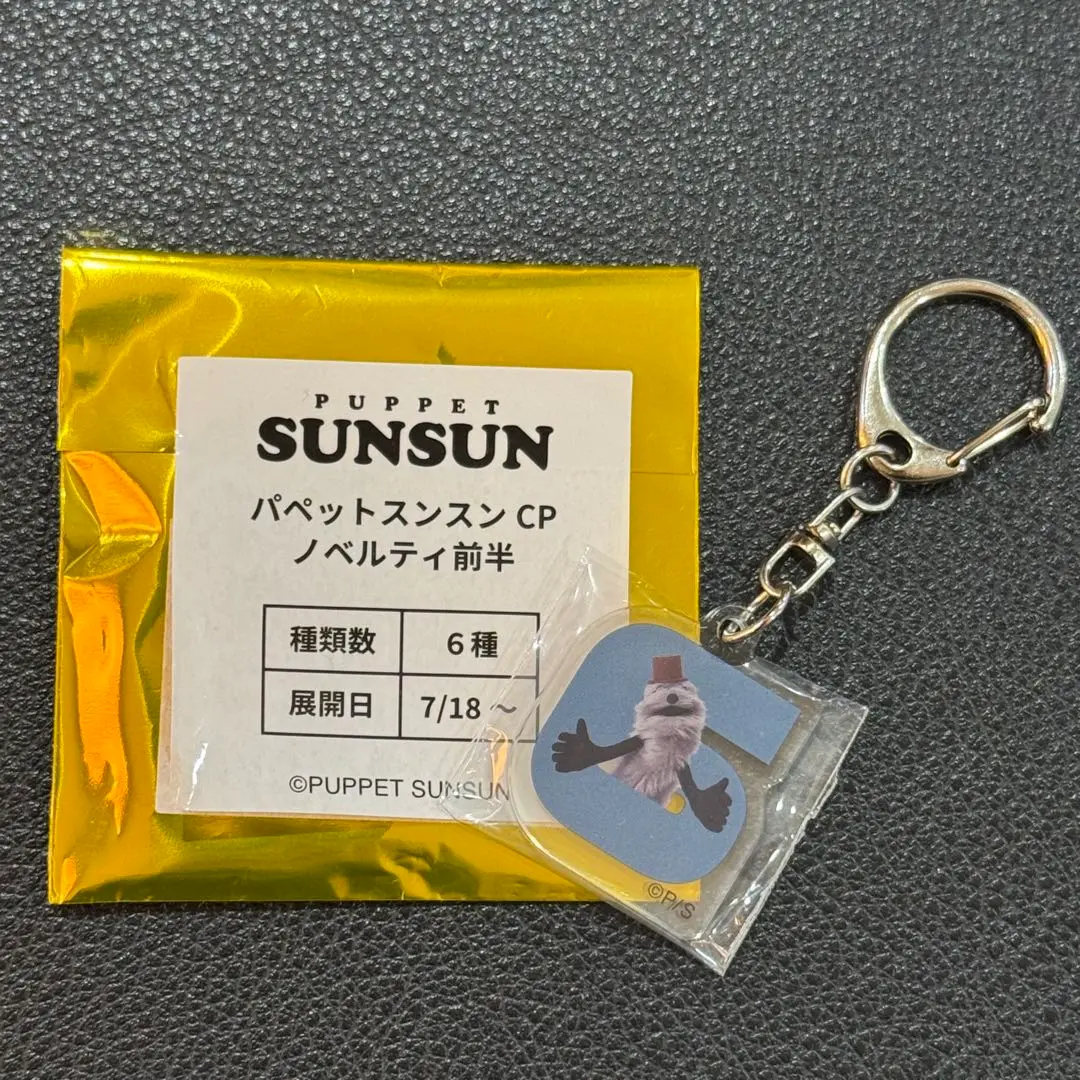 PUPPET
SUNSUN
パペットスンスン CP
ノベルティ前半
種類数 6種
展開日 7/18 ～
©PUPPET SUNSUN
©P/S